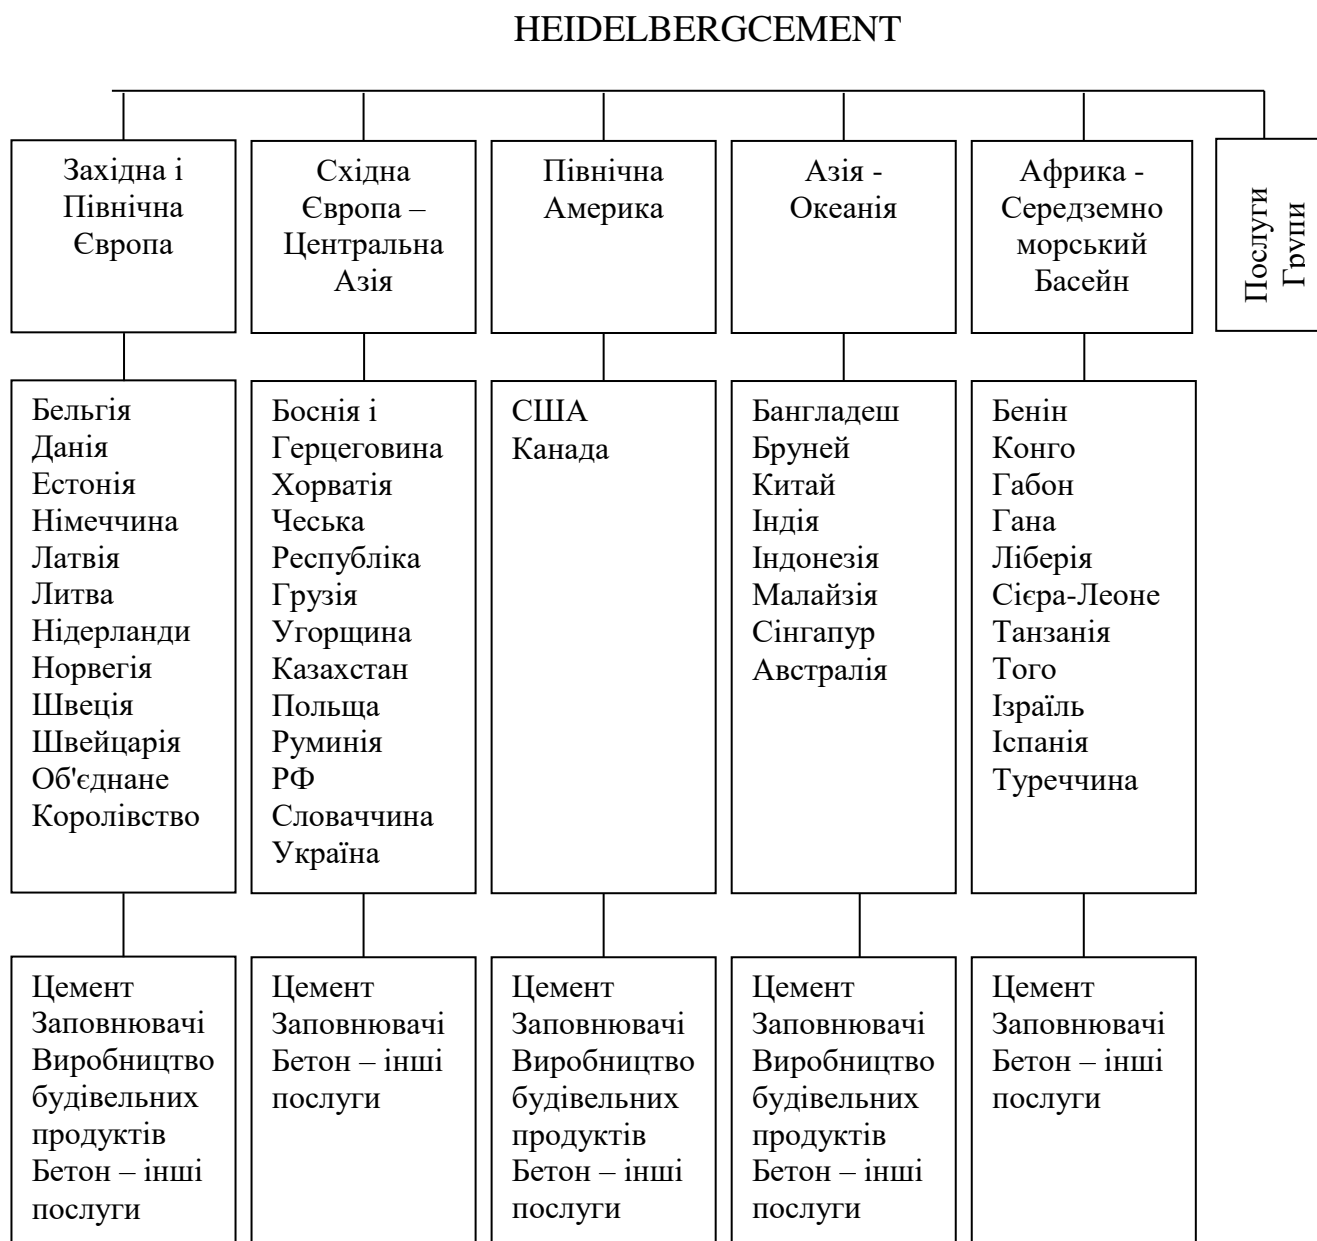 HEIDELBERGCEMENT
Західна і
Північна
Європа
Східна
Європа –
Центральна
Азія
Північна
Америка
Азія -
Океанія
Африка -
Середземно
морський
Басейн
Послуги
Групи
Бельгія
Данія
Естонія
Німеччина
Латвія
Литва
Нідерланди
Норвегія
Швеція
Швейцарія
Об'єднане
Королівство
Боснія і
Герцеговина
Хорватія
Чеська
Республіка
Грузія
Угорщина
Казахстан
Польща
Руминія
РФ
Словаччина
Україна
США
Канада
Бангладеш
Бруней
Китай
Індія
Індонезія
Малайзія
Сінгапур
Австралія
Бенін
Конго
Габон
Гана
Ліберія
Сієра-Леоне
Танзанія
Того
Ізраїль
Іспанія
Туреччина
Цемент
Заповнювачі
Виробництво
будівельних
продуктів
Бетон – інші
послуги
Цемент
Заповнювачі
Бетон – інші
послуги
Цемент
Заповнювачі
Виробництво
будівельних
продуктів
Бетон – інші
послуги
Цемент
Заповнювачі
Виробництво
будівельних
продуктів
Бетон – інші
послуги
Цемент
Заповнювачі
Бетон – інші
послуги